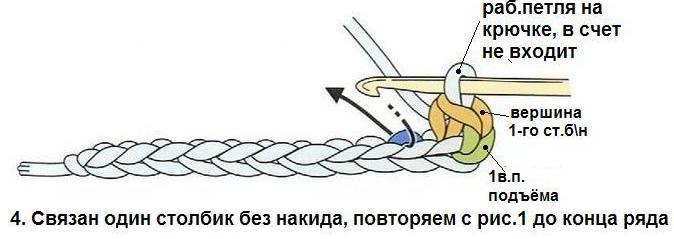 раб.петля на
крючке, в счет
не входит
вершина
1-го ст.б\н
1в.п.
подъёма
4. Связан один столбик без накида, повторяем с рис.1 до конца ряда